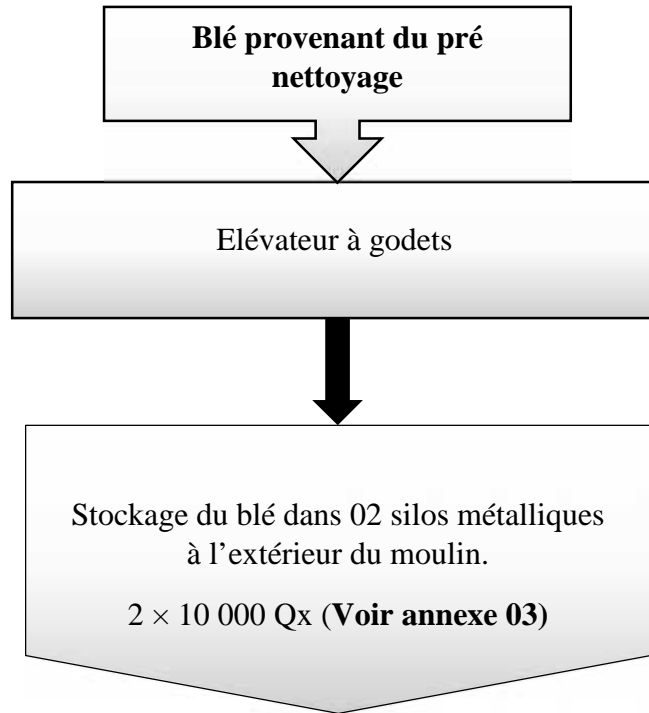 Blé provenant du pré
nettoyage
Elévateur à godets
Stockage du blé dans 02 silos métalliques
à l’extérieur du moulin.
2 × 10 000 Qx (Voir annexe 03)